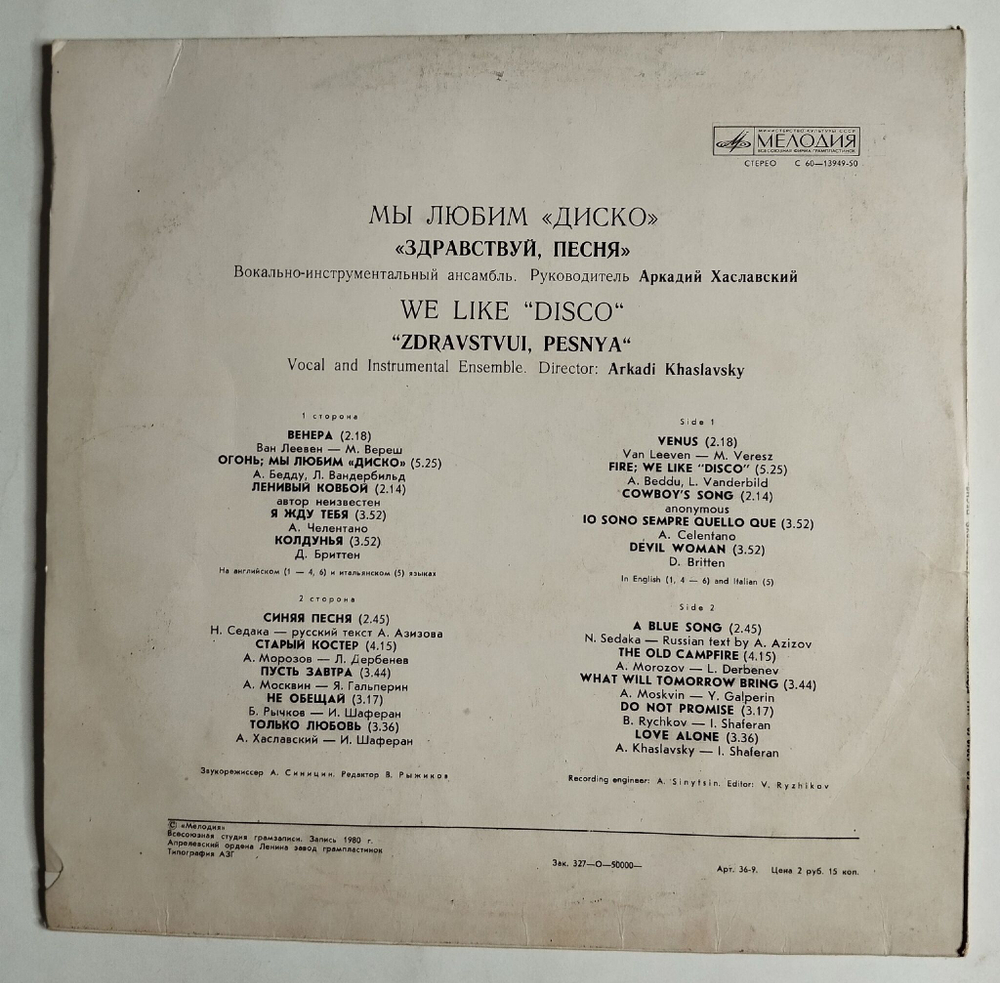 МИНИСТЕРСТВО КУЛЬТУРЫ СССР
МЕЛОДИЯ
ВСЕСОЮЗНАЯ ФИРМА ГРАМПЛАСТИНОК
СТЕРЕО С 60—13949-50
МЫ ЛЮБИМ «ДИСКО»
«ЗДРАВСТВУЙ, ПЕСНЯ»
Вокально-инструментальный ансамбль. Руководитель Аркадий Хаславский
WE LIKE “DISCO“
“ZDRAVSTVUI, PESNYA“
Vocal and Instrumental Ensemble. Director: Arkadi Khaslavsky
1 сторона
ВЕНЕРА (2.18)
Ван Леевен — М. Вереш
ОГОНЬ; МЫ ЛЮБИМ «ДИСКО» (5.25)
А. Бедду, Л. Вандербильд
ЛЕНИВЫЙ КОВБОЙ (2.14)
автор неизвестен
Я ЖДУ ТЕБЯ (3.52)
А. Челентано
КОЛДУНЬЯ (3.52)
Д. Бриттен
На английском (1 — 4, 6) и итальянском (5) языках
2 сторона
СИНЯЯ ПЕСНЯ (2.45)
Н. Седака — русский текст А. Азизова
СТАРЫЙ КОСТЕР (4.15)
А. Морозов — Л. Дербенев
ПУСТЬ ЗАВТРА (3.44)
А. Москвин — Я. Гальперин
НЕ ОБЕЩАЙ (3.17)
Б. Рычков — И. Шаферан
ТОЛЬКО ЛЮБОВЬ (3.36)
А. Хаславский — И. Шаферан
Звукорежиссер А. Синицин. Редактор В. Рыжиков
Side 1
VENUS (2.18)
Van Leeven — M. Veresz
FIRE; WE LIKE “DISCO” (5.25)
A. Beddu, L. Vanderbild
COWBOY'S SONG (2.14)
anonymous
IO SONO SEMPRE QUELLO QUE (3.52)
A. Celentano
DEVIL WOMAN (3.52)
D. Britten
In English (1, 4 — 6) and Italian (5)
Side 2
A BLUE SONG (2.45)
N. Sedaka — Russian text by A. Azizov
THE OLD CAMPFIRE (4.15)
A. Morozov — L. Derbenev
WHAT WILL TOMORROW BRING (3.44)
A. Moskvin — Y. Galperin
DO NOT PROMISE (3.17)
B. Rychkov — I. Shaferan
LOVE ALONE (3.36)
A. Khaslavsky — I. Shaferan
Recording engineer: A. Sinytsin. Editor: V. Ryzhikov
© «Мелодия»
Всесоюзная студия грамзаписи. Запись 1980 г.
Апрелевский ордена Ленина завод грампластинок
Типография АЗГ
Зак. 327—О—50000—
Арт. 36-9. Цена 2 руб. 15 коп.